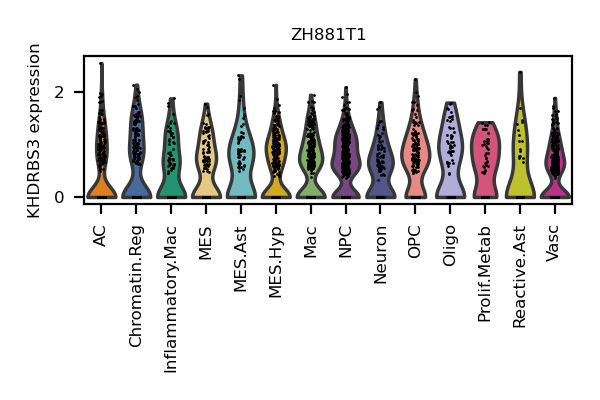 ZH881T1
KHDRBS3 expression
2
0
AC
Chromatin.Reg
Inflammatory.Mac
MES
MES.Ast
MES.Hyp
Mac
NPC
Neuron
OPC
Oligo
Prolif.Metab
Reactive.Ast
Vasc